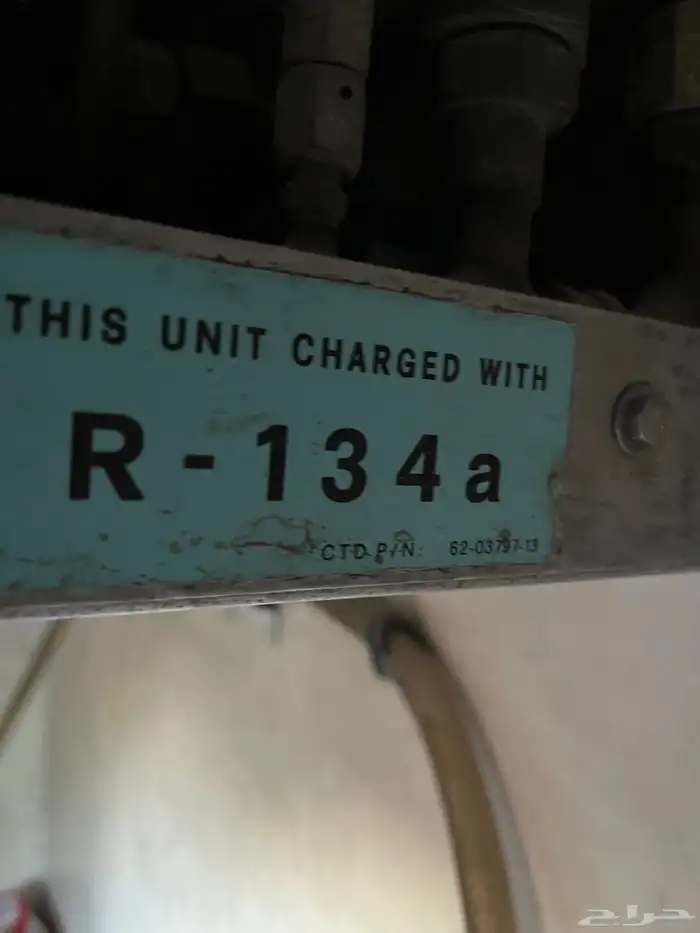 THIS UNIT CHARGED WITH
R-134a
CTD P/N: 62-03797-13
حراج